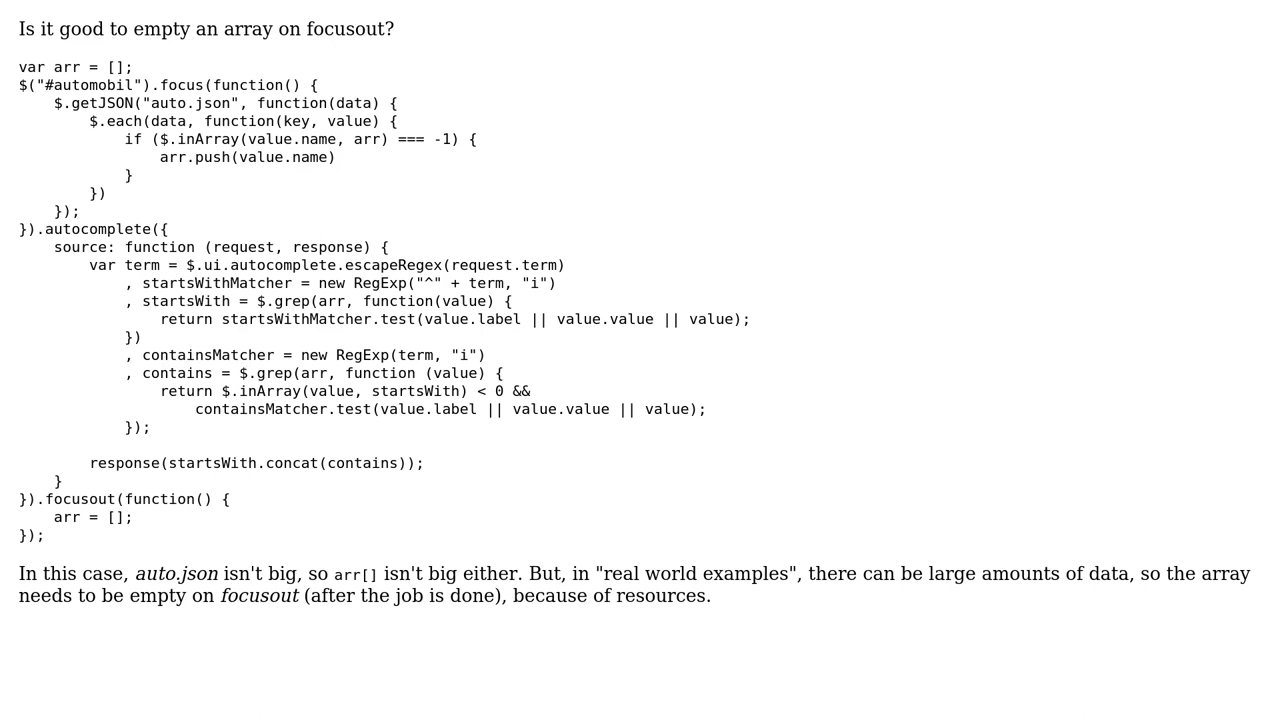 Is it good to empty an array on focusout?
var arr = [];
$("#automobil").focus(function() {
    $.getJSON("auto.json", function(data) {
        $.each(data, function(key, value) {
            if ($.inArray(value.name, arr) === -1) {
                arr.push(value.name)
            }
        })
    });
}).autocomplete({
    source: function (request, response) {
        var term = $.ui.autocomplete.escapeRegex(request.term)
            , startsWithMatcher = new RegExp("^" + term, "i")
            , startsWith = $.grep(arr, function(value) {
                return startsWithMatcher.test(value.label || value.value || value);
            })
            , containsMatcher = new RegExp(term, "i")
            , contains = $.grep(arr, function (value) {
                return $.inArray(value, startsWith) < 0 &&
                    containsMatcher.test(value.label || value.value || value);
            });

        response(startsWith.concat(contains));
    }
}).focusout(function() {
    arr = [];
});
In this case, auto.json isn't big, so arr[] isn't big either. But, in "real world examples", there can be large amounts of data, so the array
needs to be empty on focusout (after the job is done), because of resources.